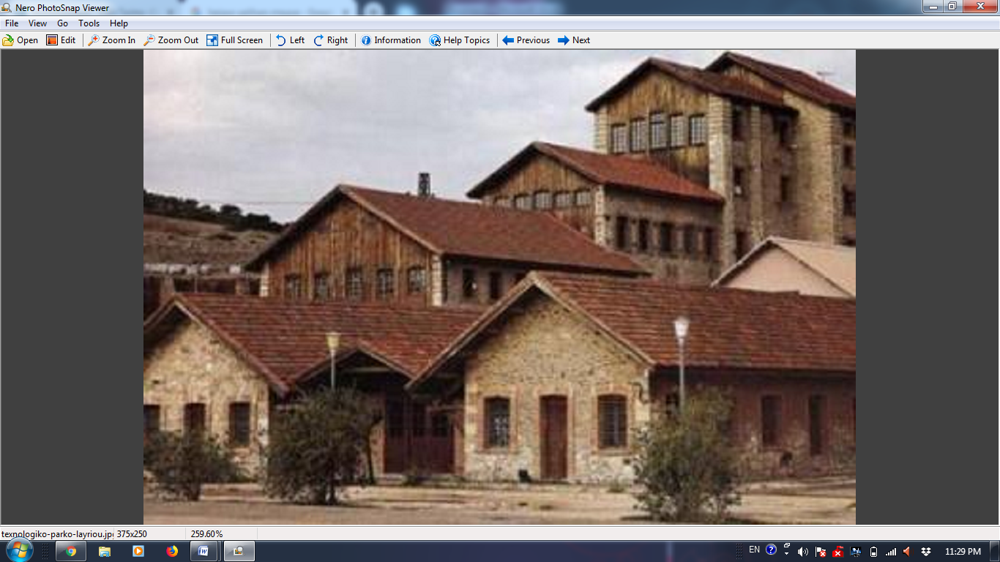 Nero PhotoSnap Viewer
File View Go Tools Help
Open Edit Zoom In Zoom Out Full Screen Left Right Information Help Topics Previous Next
texnologiko-parko-layriou.jpg 375x250 259.60%
EN 11:29 PM